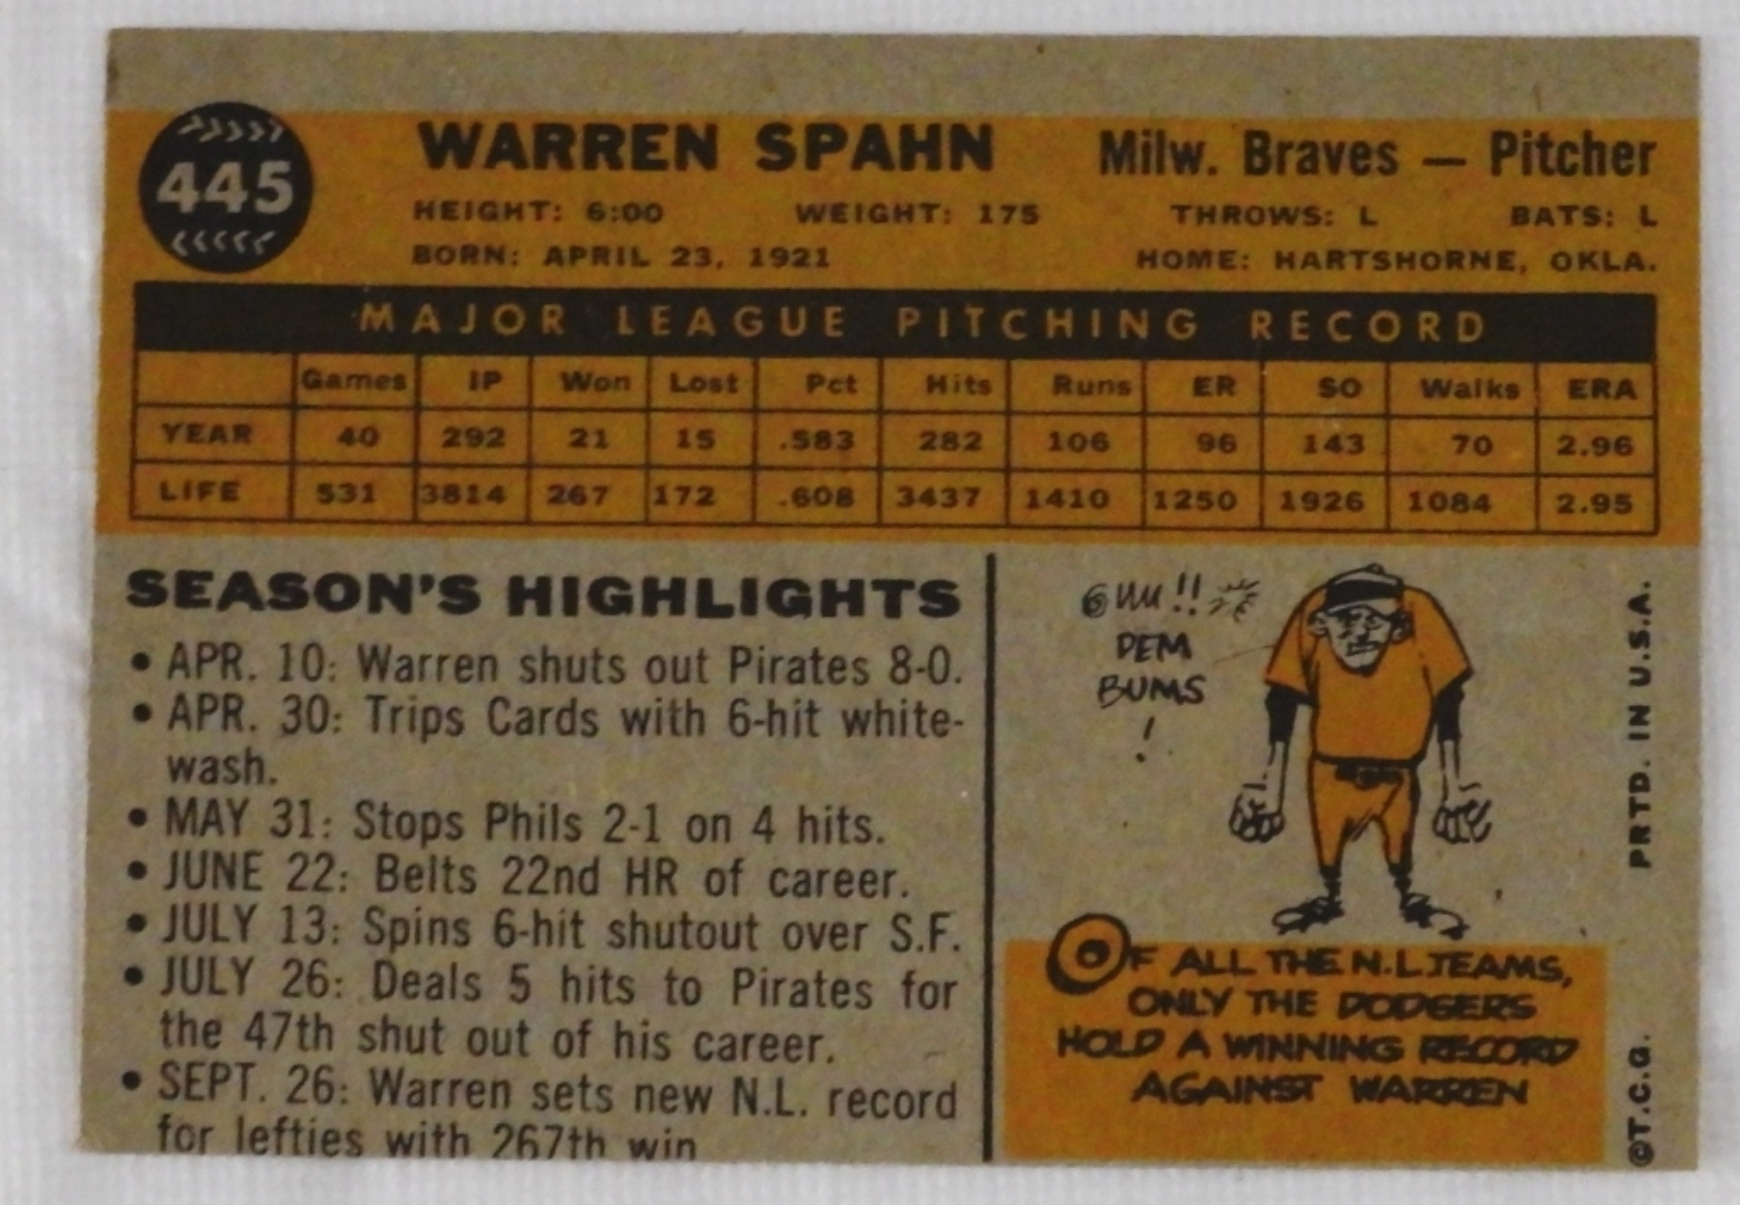 445
WARREN SPAHN
Milw. Braves — Pitcher
HEIGHT: 6:00 WEIGHT: 175 THROWS: L BATS: L
BORN: APRIL 23, 1921 HOME: HARTSHORNE, OKLA.
MAJOR LEAGUE PITCHING RECORD
Games IP Won Lost Pct Hits Runs ER SO Walks ERA
YEAR 40 292 21 15 .583 282 106 96 143 70 2.96
LIFE 531 3814 267 172 .608 3437 1410 1250 1926 1084 2.95
SEASON'S HIGHLIGHTS
• APR. 10: Warren shuts out Pirates 8-0.
• APR. 30: Trips Cards with 6-hit white-
wash.
• MAY 31: Stops Phils 2-1 on 4 hits.
• JUNE 22: Belts 22nd HR of career.
• JULY 13: Spins 6-hit shutout over S.F.
• JULY 26: Deals 5 hits to Pirates for
the 47th shut out of his career.
• SEPT. 26: Warren sets new N.L. record
for lefties with 267th win
DEM
BUMS
!
OF ALL THE N.L. TEAMS,
ONLY THE DODGERS
HOLD A WINNING RECORD
AGAINST WARREN
©T.C.G. PRTD. IN U.S.A.